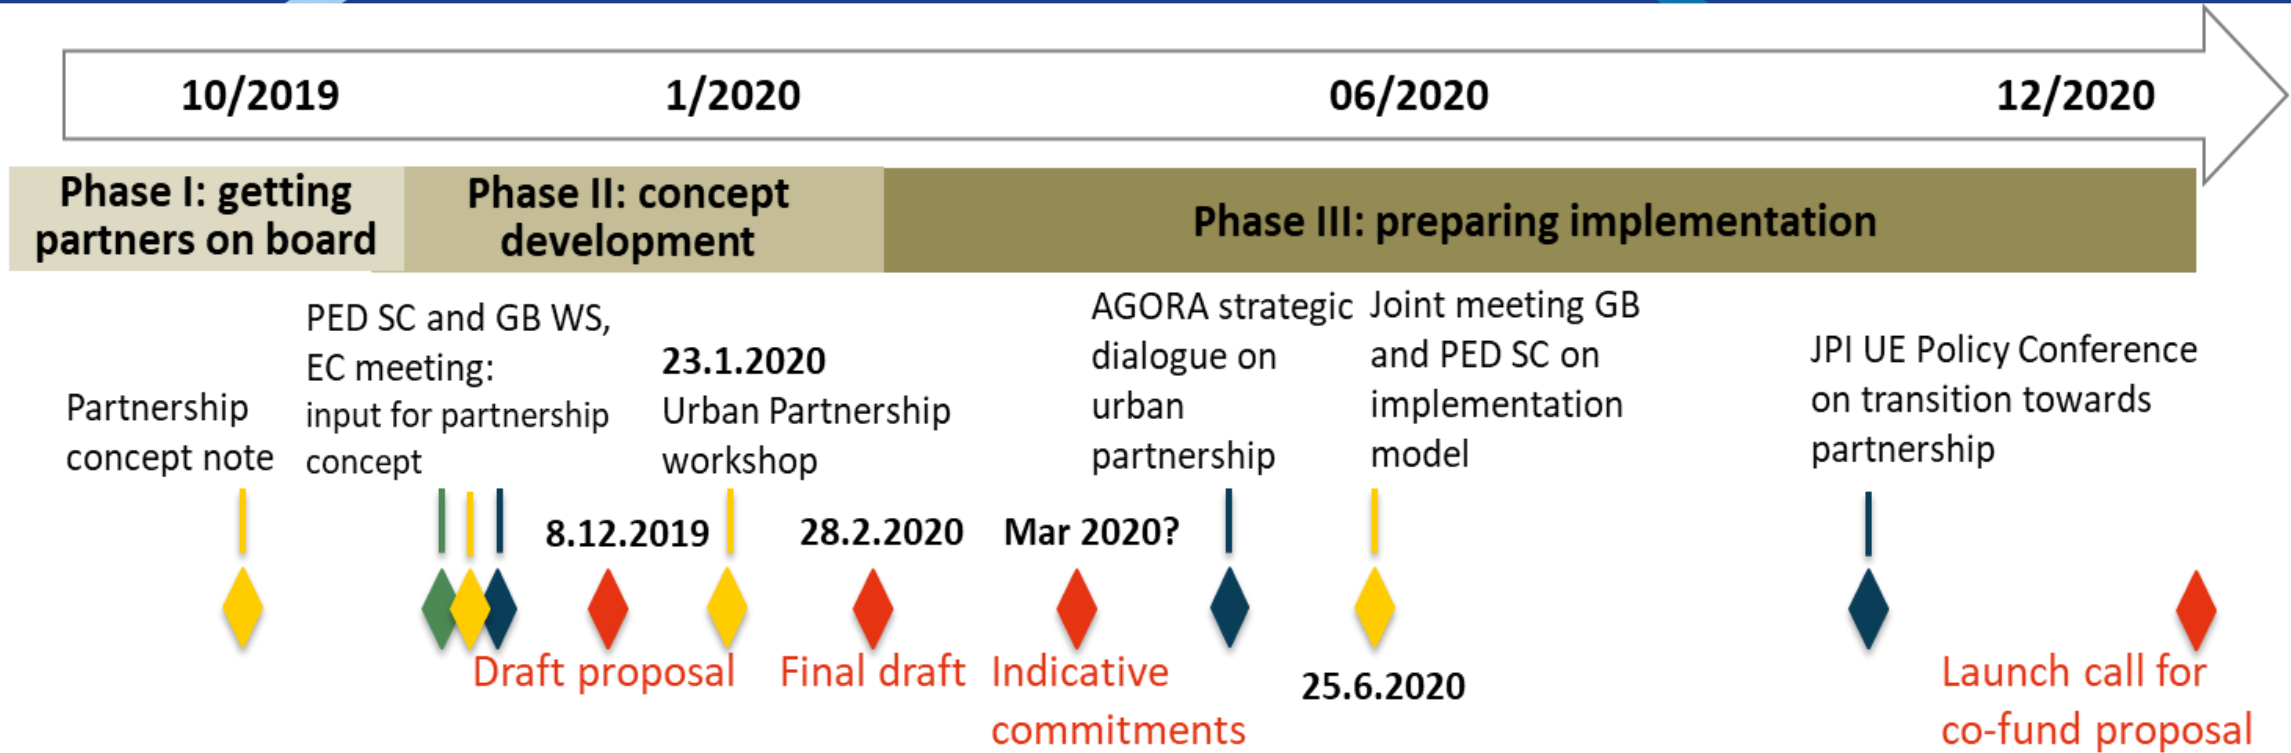 10/2019
1/2020
06/2020
12/2020
Phase I: getting
partners on board
Phase II: concept
development
Phase III: preparing implementation
Partnership
concept note
PED SC and GB WS,
EC meeting:
input for partnership
concept
23.1.2020
Urban Partnership
workshop
AGORA strategic
dialogue on
urban
partnership
Joint meeting GB
and PED SC on
implementation
model
JPI UE Policy Conference
on transition towards
partnership
8.12.2019
28.2.2020
Mar 2020?
Draft proposal
Final draft
Indicative
commitments
25.6.2020
Launch call for
co-fund proposal